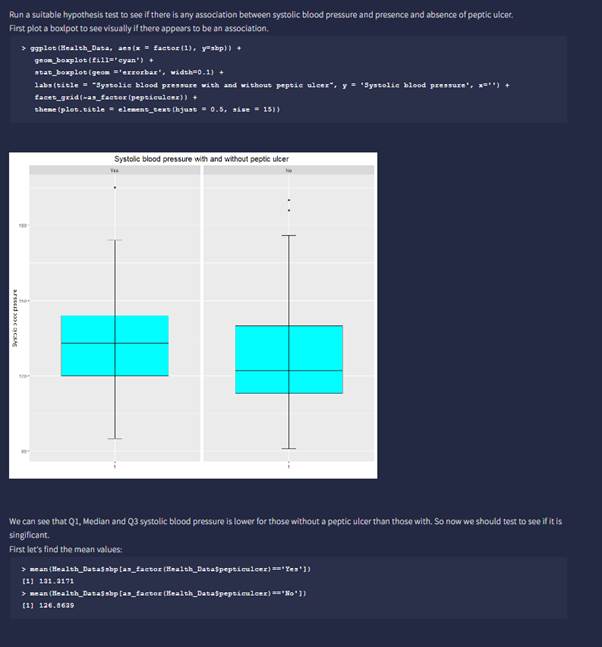 Run a suitable hypothesis test to see if there is any association between systolic blood pressure and presence and absence of peptic ulcer.
First plot a boxlpot to see visually if there appears to be an association.
> ggplot(Health_Data, aes(x = factor(1), y=sbp)) +
geom_boxplot(fill='cyan') +
stat_boxplot(geom ='errorbar', width=0.1) +
labs(title = "Systolic blood pressure with and without peptic ulcer", y = 'Systolic blood pressure', x='') +
facet_grid(~as_factor(pepticulcer)) +
theme(plot.title = element_text(hjust = 0.5, size = 15))
Systolic blood pressure with and without peptic ulcer
Yes
No
Systolic blood pressure
1
1
We can see that Q1, Median and Q3 systolic blood pressure is lower for those without a peptic ulcer than those with. So now we should test to see if it is
singificant.
First let's find the mean values:
> mean(Health_Data$sbp[as_factor(Health_Data$pepticulcer)=='Yes'])
[1] 131.3171
> mean(Health_Data$sbp[as_factor(Health_Data$pepticulcer)=='No'])
[1] 126.8639